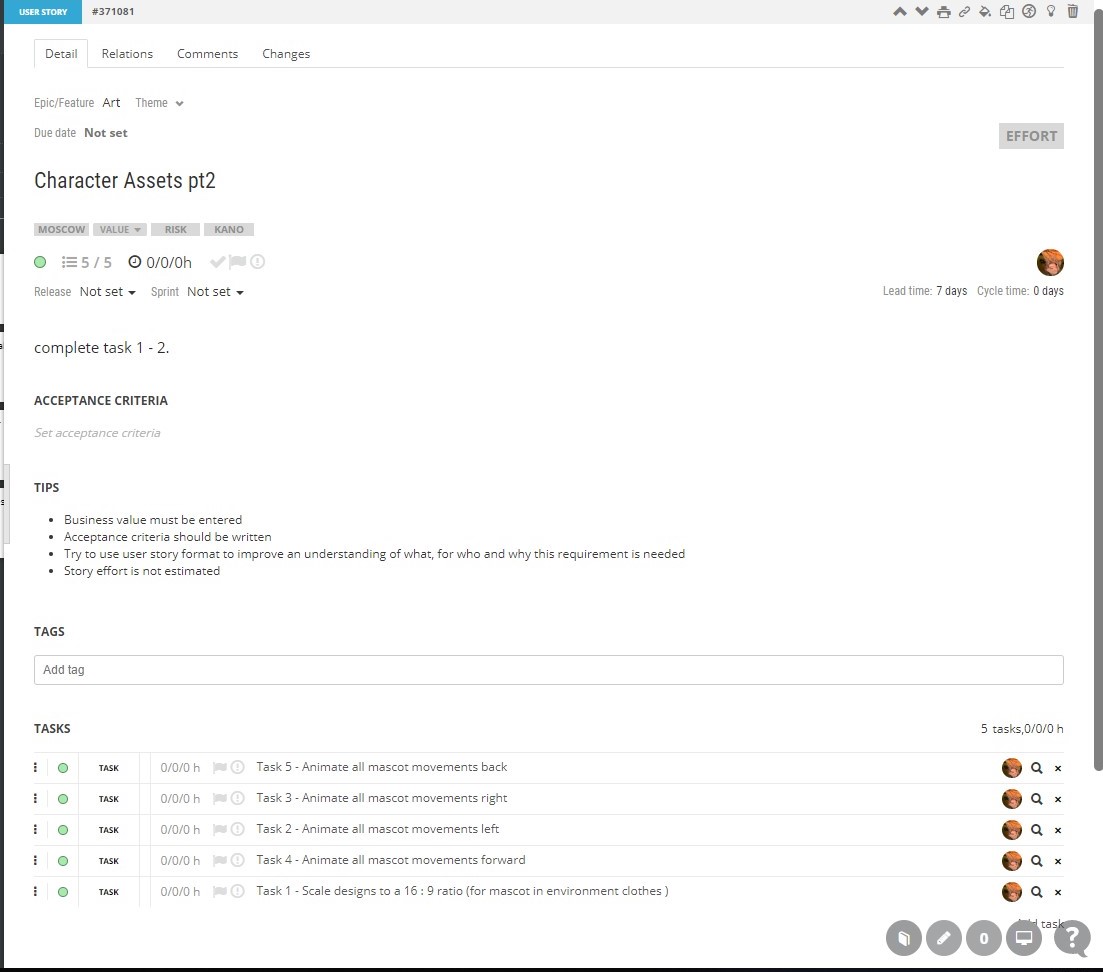 USER STORY #371081
Detail Relations Comments Changes
Epic/Feature Art Theme
Due date Not set
EFFORT
Character Assets pt2
MOSCOW VALUE RISK KANO
5 / 5 0/0/0h
Release Not set Sprint Not set Lead time: 7 days Cycle time: 0 days
complete task 1 - 2.
ACCEPTANCE CRITERIA
Set acceptance criteria
TIPS
Business value must be entered
Acceptance criteria should be written
Try to use user story format to improve an understanding of what, for who and why this requirement is needed
Story effort is not estimated
TAGS
Add tag
TASKS 5 tasks,0/0/0 h
TASK 0/0/0 h Task 5 - Animate all mascot movements back
TASK 0/0/0 h Task 3 - Animate all mascot movements right
TASK 0/0/0 h Task 2 - Animate all mascot movements left
TASK 0/0/0 h Task 4 - Animate all mascot movements forward
TASK 0/0/0 h Task 1 - Scale designs to a 16 : 9 ratio (for mascot in environment clothes )
task
0 ?